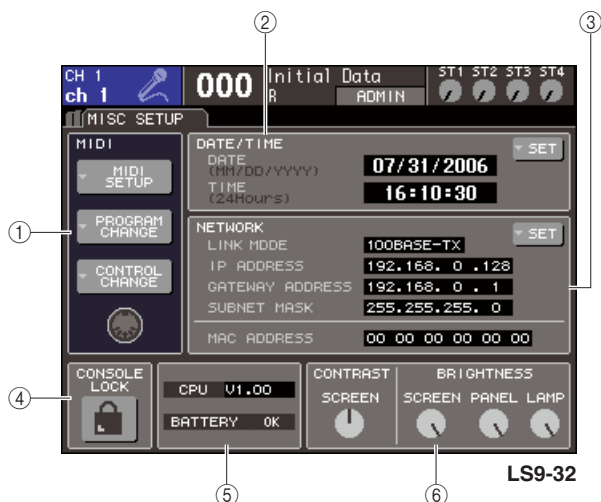 ② ③
CH 1
ch 1
000
Initial Data
R ADMIN
ST1 ST2 ST3 ST4
MISC SETUP
MIDI
MIDI SETUP
PROGRAM CHANGE
CONTROL CHANGE
①
DATE/TIME
SET
DATE
(MM/DD/YYYY)
07/31/2006
TIME
(24Hours)
16:10:30
NETWORK
SET
LINK MODE 100BASE-TX
IP ADDRESS 192.168. 0 .128
GATEWAY ADDRESS 192.168. 0 . 1
SUBNET MASK 255.255.255. 0
MAC ADDRESS 00 00 00 00 00 00
④
CONSOLE LOCK
CPU V1.00
BATTERY OK
CONTRAST
SCREEN
BRIGHTNESS
SCREEN PANEL LAMP
LS9-32
⑤ ⑥